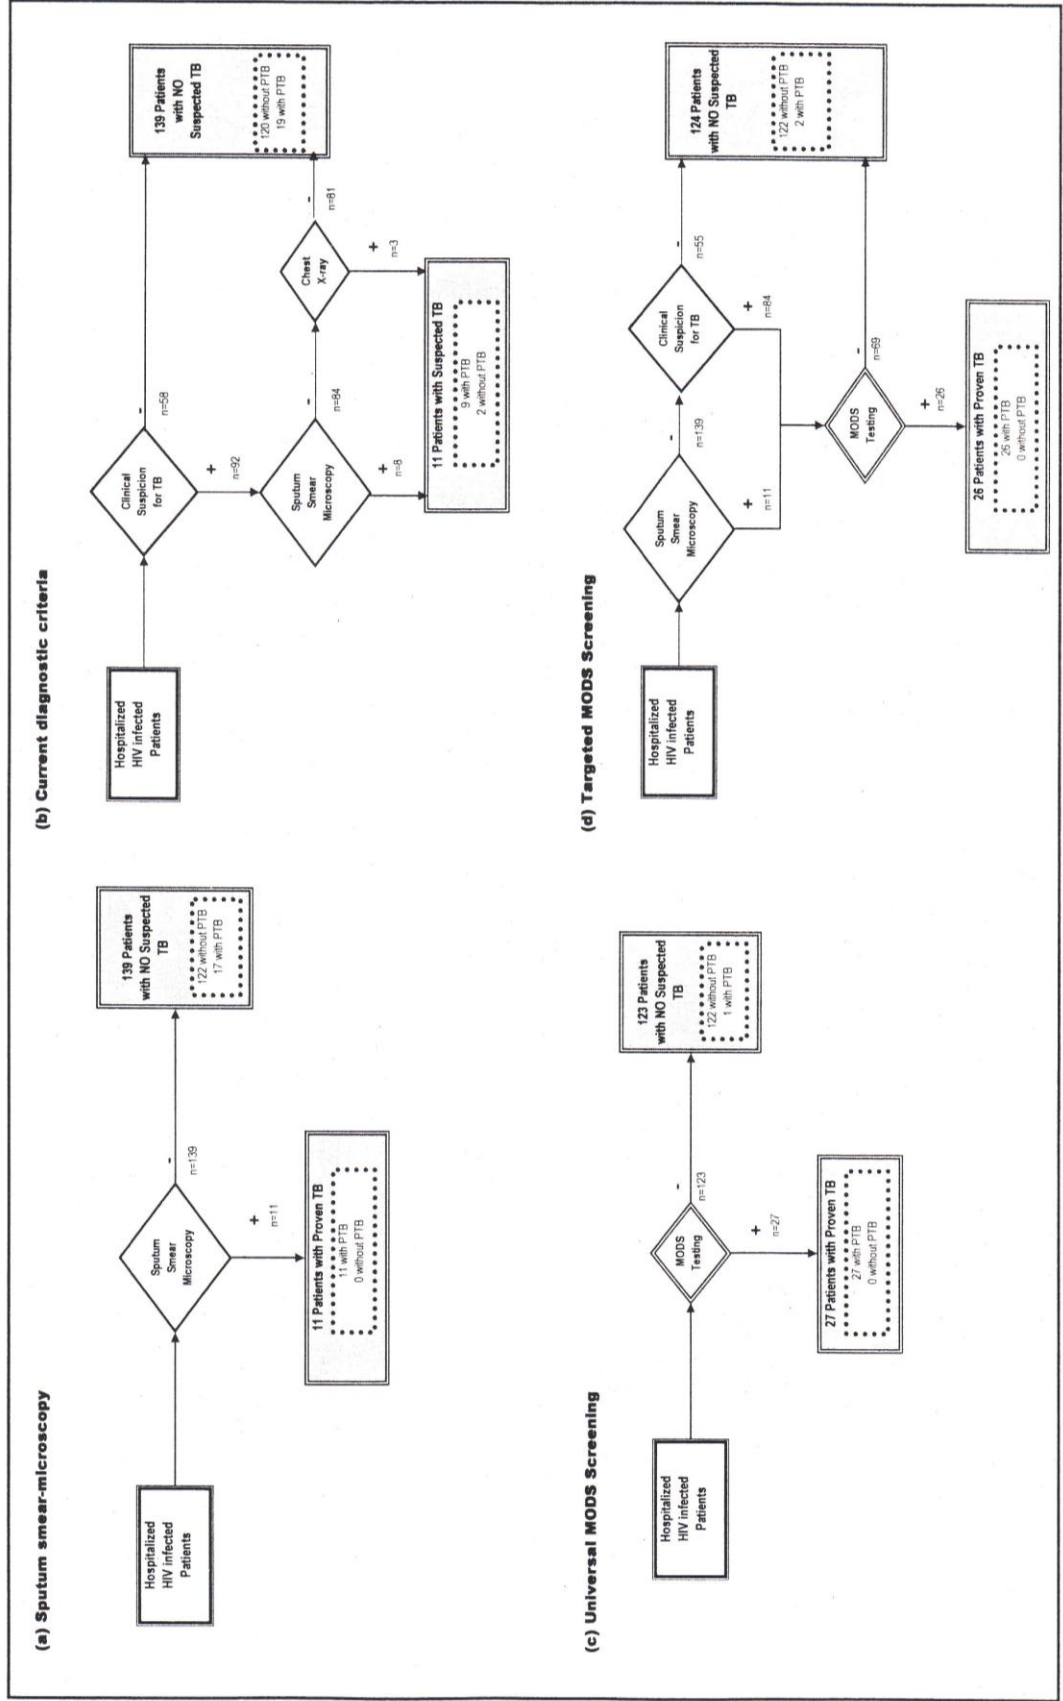 (a) Sputum smear-microscopy
Hospitalized
HIV infected
Patients
Sputum
Smear
Microscopy
-
n=139
139 Patients
with NO Suspected
TB
122 without PTB
17 with PTB
+
n=11
11 Patients with Proven TB
11 with PTB
0 without PTB
(b) Current diagnostic criteria
Hospitalized
HIV infected
Patients
Clinical
Suspicion
for TB
-
n=58
139 Patients
with NO
Suspected TB
120 without PTB
19 with PTB
+
n=92
Sputum
Smear
Microscopy
-
n=84
Chest
X-ray
-
n=81
+
n=8
+
n=3
11 Patients with Suspected TB
9 with PTB
2 without PTB
(c) Universal MODS Screening
Hospitalized
HIV infected
Patients
MODS
Testing
-
n=123
123 Patients
with NO Suspected
TB
122 without PTB
1 with PTB
+
n=27
27 Patients with Proven TB
27 with PTB
0 without PTB
(d) Targeted MODS Screening
Hospitalized
HIV infected
Patients
Sputum
Smear
Microscopy
-
n=139
Clinical
Suspicion
for TB
-
n=55
124 Patients
with NO Suspected
TB
122 without PTB
2 with PTB
+
n=11
+
n=84
MODS
Testing
-
n=69
+
n=26
26 Patients with Proven TB
26 with PTB
0 without PTB